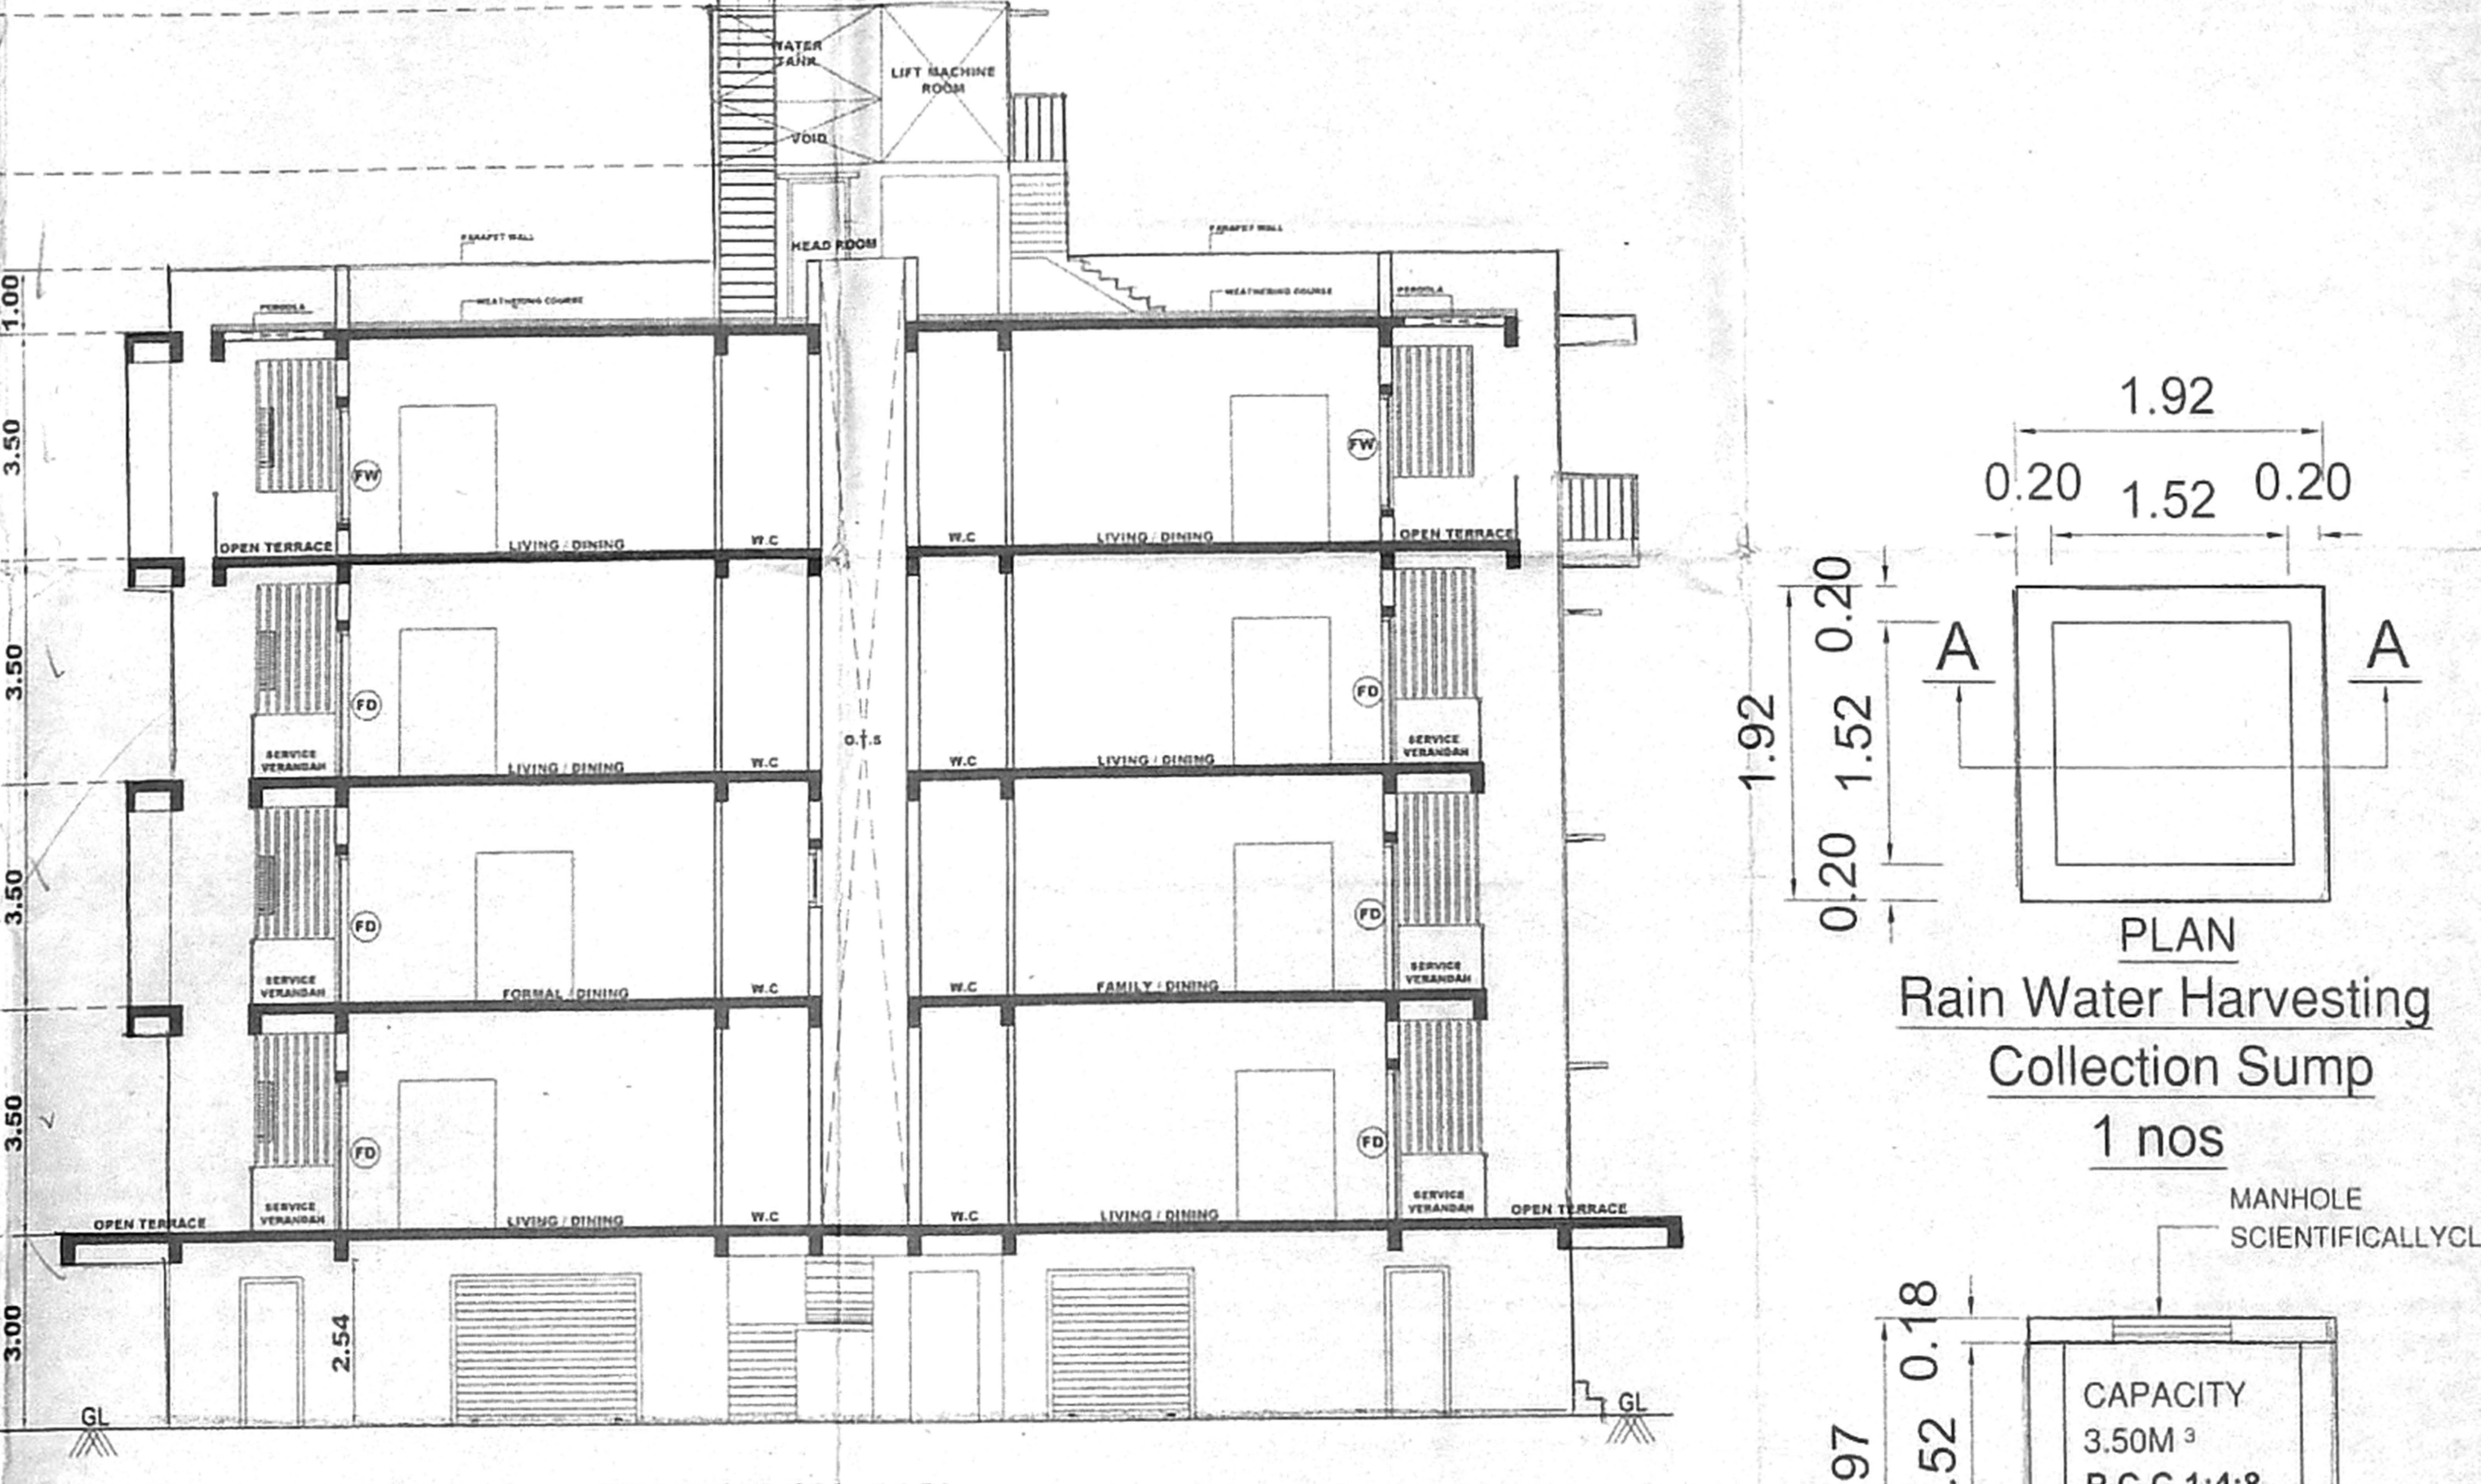 WATER
TANK
LIFT MACHINE
ROOM
VOID
HEAD ROOM
PARAPET WALL
PARAPET WALL
PERGOLA
WEATHERING COURSE
WEATHERING COURSE
PERGOLA
1.00
3.50
FW
FW
OPEN TERRACE
LIVING / DINING
W.C
W.C
LIVING / DINING
OPEN TERRACE
3.50
FD
FD
O.T.S
SERVICE
VERANDAH
LIVING / DINING
W.C
W.C
LIVING / DINING
SERVICE
VERANDAH
3.50
FD
FD
SERVICE
VERANDAH
FORMAL / DINING
W.C
W.C
FAMILY / DINING
SERVICE
VERANDAH
3.50
FD
FD
OPEN TERRACE
SERVICE
VERANDAH
LIVING / DINING
W.C
W.C
LIVING / DINING
SERVICE
VERANDAH
OPEN TERRACE
3.00
2.54
GL
GL
1.92
0.20 1.52 0.20
0.20
1.52
0.20
1.92
A
A
PLAN
Rain Water Harvesting
Collection Sump
1 nos
MANHOLE
SCIENTIFICALLYCL
0.18
.52
97
CAPACITY
3.50M ³
P.C.C 1:4:8